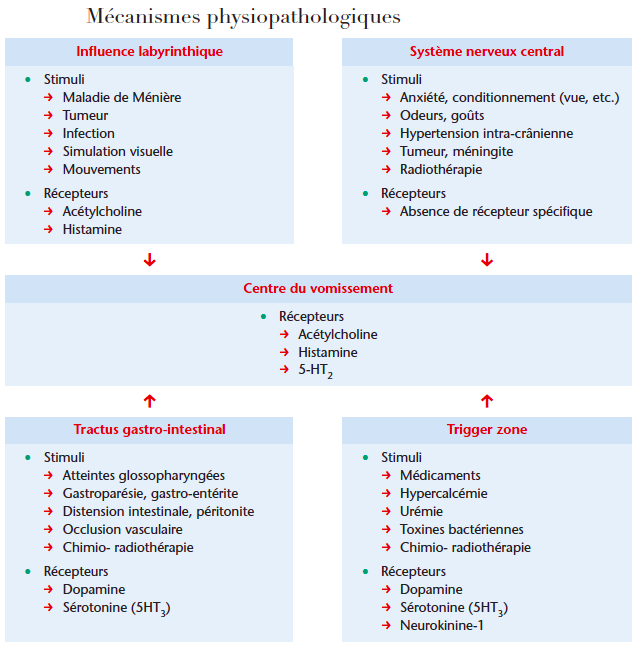 Mécanismes physiopathologiques
Influence labyrinthique
• Stimuli
→ Maladie de Ménière
→ Tumeur
→ Infection
→ Simulation visuelle
→ Mouvements
• Récepteurs
→ Acétylcholine
→ Histamine
Système nerveux central
• Stimuli
→ Anxiété, conditionnement (vue, etc.)
→ Odeurs, goûts
→ Hypertension intra-crânienne
→ Tumeur, méningite
→ Radiothérapie
• Récepteurs
→ Absence de récepteur spécifique
Centre du vomissement
• Récepteurs
→ Acétylcholine
→ Histamine
→ 5-HT₂
Tractus gastro-intestinal
• Stimuli
→ Atteintes glossopharyngées
→ Gastroparésie, gastro-entérite
→ Distension intestinale, péritonite
→ Occlusion vasculaire
→ Chimio- radiothérapie
• Récepteurs
→ Dopamine
→ Sérotonine (5HT₃)
Trigger zone
• Stimuli
→ Médicaments
→ Hypercalcémie
→ Urémie
→ Toxines bactériennes
→ Chimio- radiothérapie
• Récepteurs
→ Dopamine
→ Sérotonine (5HT₃)
→ Neurokinine-1